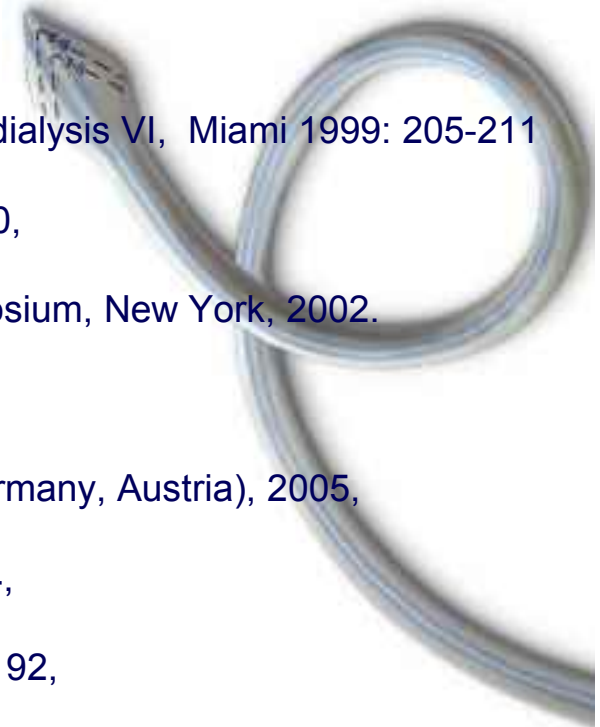 dialysis VI, Miami 1999: 205-211
0,
osium, New York, 2002.
rmany, Austria), 2005,
92,